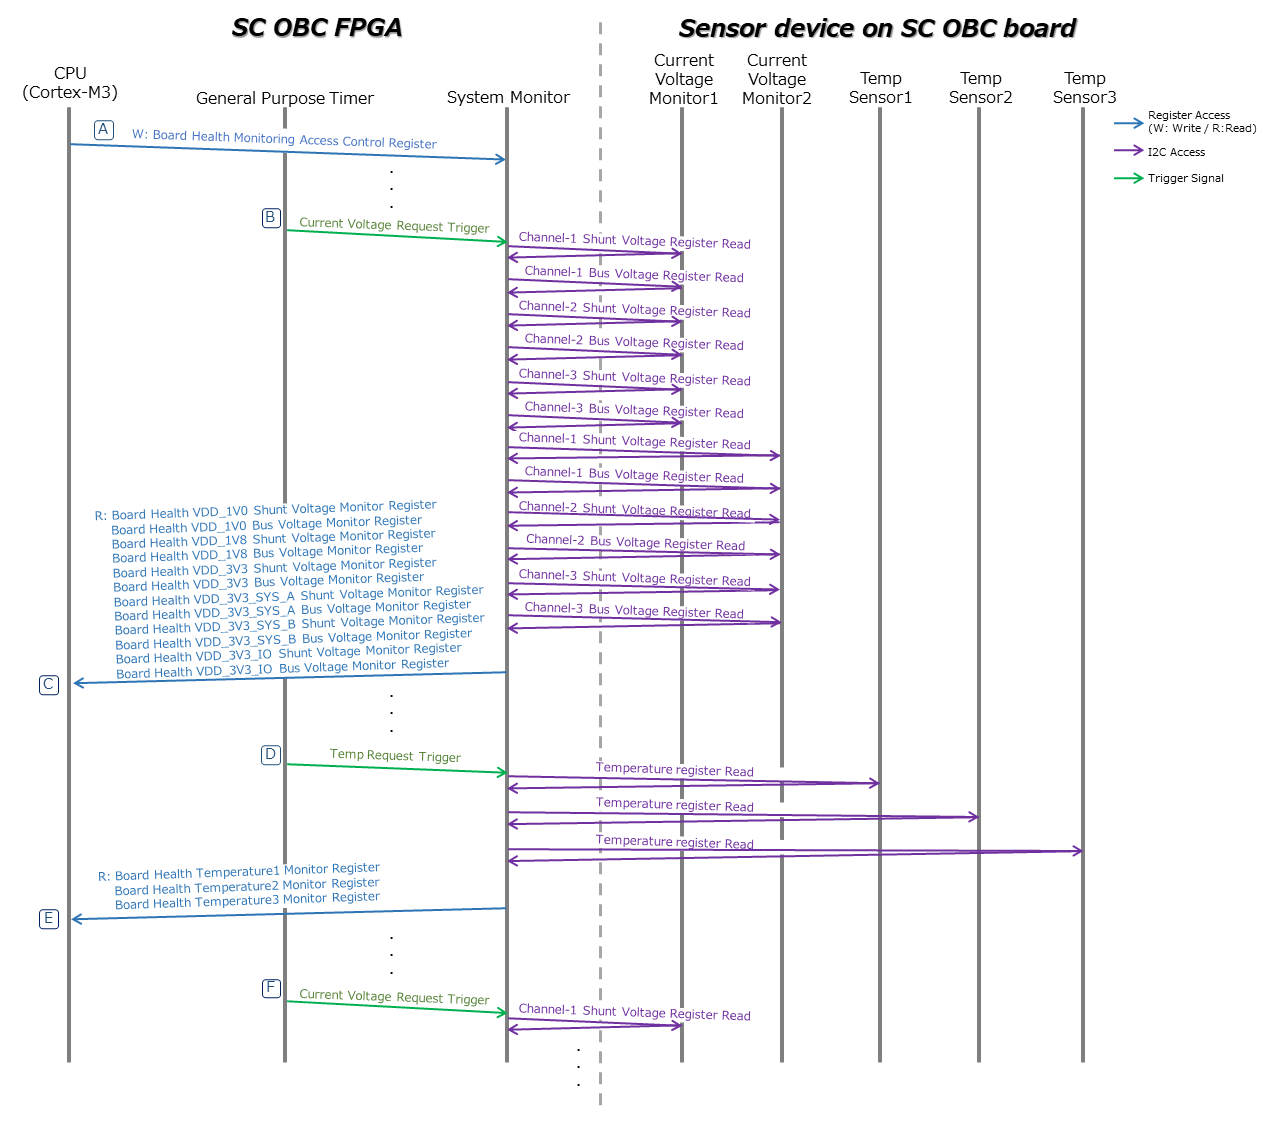 SC OBC FPGA
Sensor device on SC OBC board
CPU
(Cortex-M3)
General Purpose Timer
System Monitor
Current
Voltage
Monitor1
Current
Voltage
Monitor2
Temp
Sensor1
Temp
Sensor2
Temp
Sensor3
Register Access
(W: Write / R:Read)
I2C Access
Trigger Signal
A
W: Board Health Monitoring Access Control Register
B
Current Voltage Request Trigger
Channel-1 Shunt Voltage Register Read
Channel-1 Bus Voltage Register Read
Channel-2 Shunt Voltage Register Read
Channel-2 Bus Voltage Register Read
Channel-3 Shunt Voltage Register Read
Channel-3 Bus Voltage Register Read
Channel-1 Shunt Voltage Register Read
Channel-1 Bus Voltage Register Read
Channel-2 Shunt Voltage Register Read
Channel-2 Bus Voltage Register Read
Channel-3 Shunt Voltage Register Read
Channel-3 Bus Voltage Register Read
R: Board Health VDD_1V0 Shunt Voltage Monitor Register
Board Health VDD_1V0 Bus Voltage Monitor Register
Board Health VDD_1V8 Shunt Voltage Monitor Register
Board Health VDD_1V8 Bus Voltage Monitor Register
Board Health VDD_3V3 Shunt Voltage Monitor Register
Board Health VDD_3V3 Bus Voltage Monitor Register
Board Health VDD_3V3_SYS_A Shunt Voltage Monitor Register
Board Health VDD_3V3_SYS_A Bus Voltage Monitor Register
Board Health VDD_3V3_SYS_B Shunt Voltage Monitor Register
Board Health VDD_3V3_SYS_B Bus Voltage Monitor Register
Board Health VDD_3V3_IO Shunt Voltage Monitor Register
Board Health VDD_3V3_IO Bus Voltage Monitor Register
C
D
Temp Request Trigger
Temperature register Read
Temperature register Read
Temperature register Read
R: Board Health Temperature1 Monitor Register
Board Health Temperature2 Monitor Register
Board Health Temperature3 Monitor Register
E
F
Current Voltage Request Trigger
Channel-1 Shunt Voltage Register Read